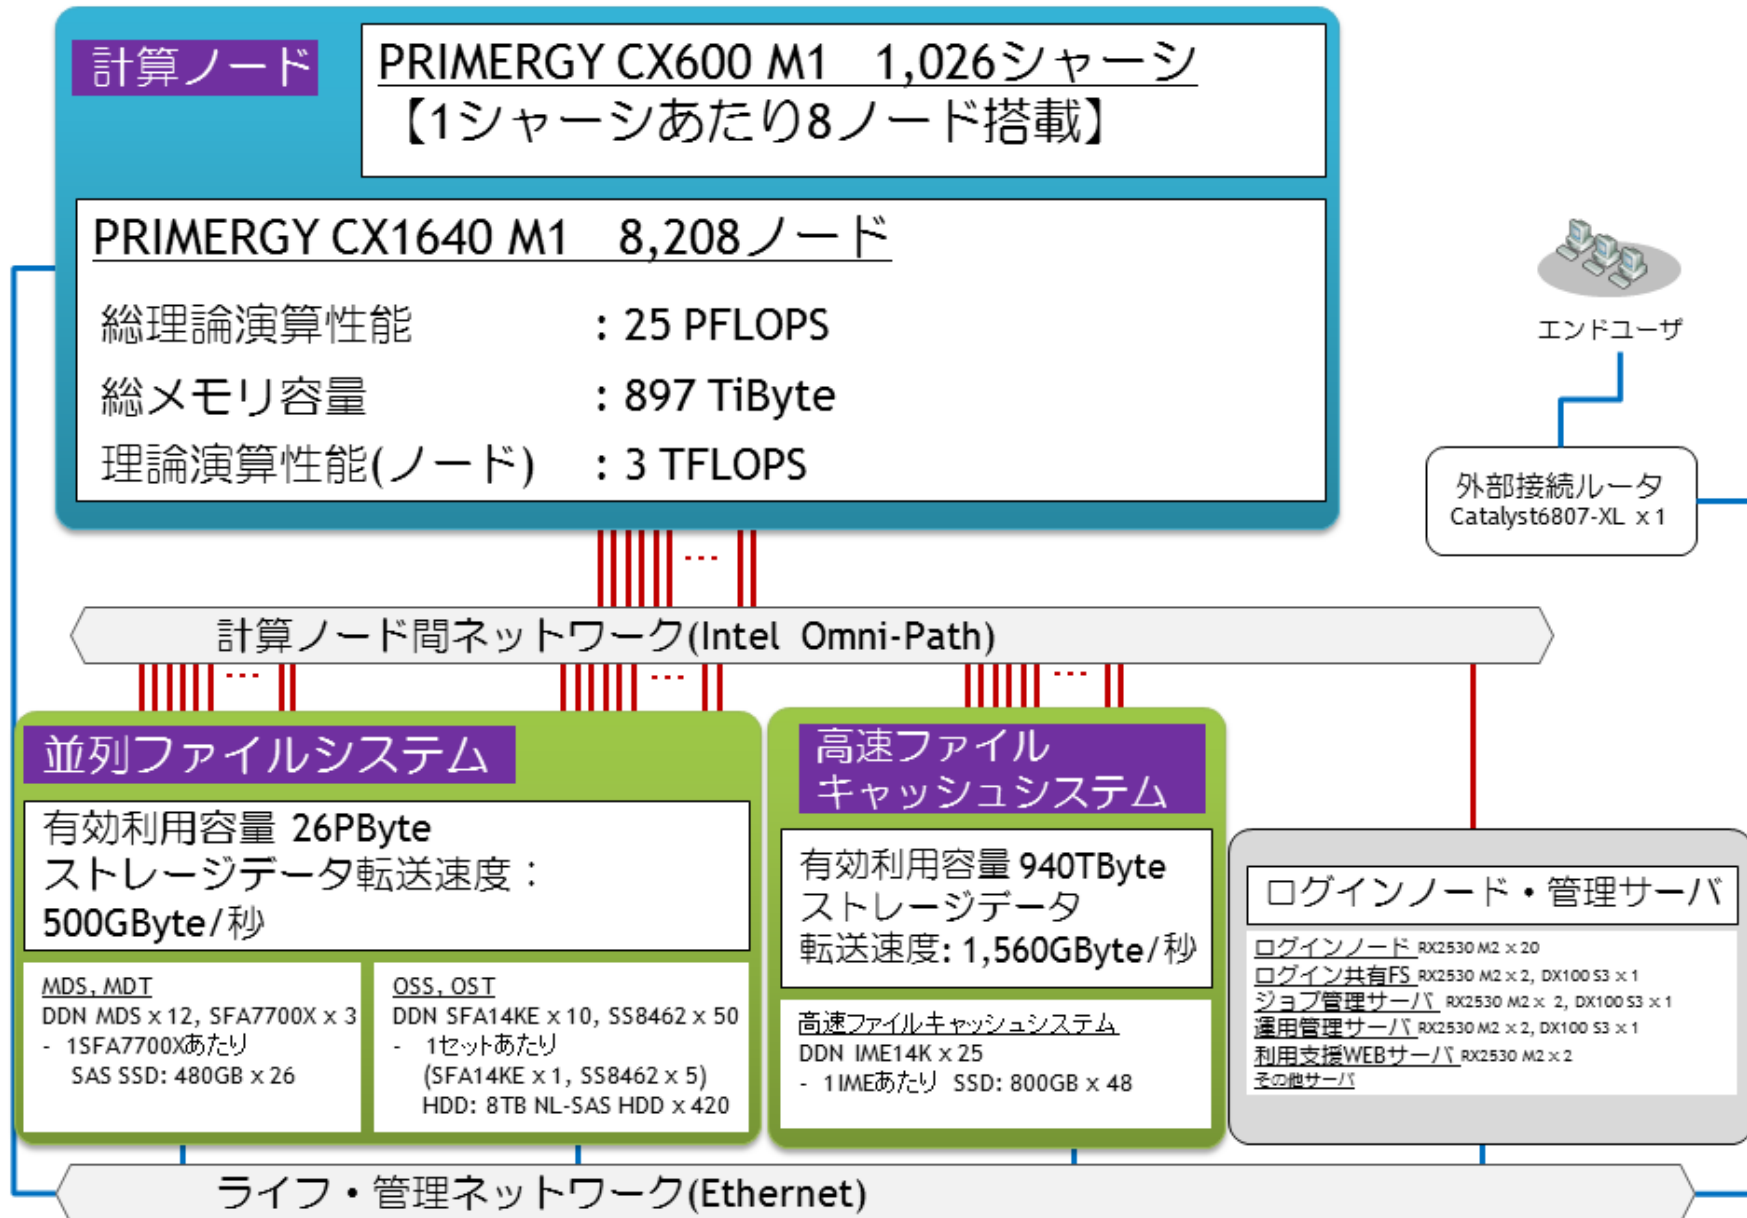 計算ノード
PRIMERGY CX600 M1 1,026シャーシ
【1シャーシあたり8ノード搭載】
PRIMERGY CX1640 M1 8,208ノード
総理論演算性能 : 25 PFLOPS
総メモリ容量 : 897 TiByte
理論演算性能(ノード) : 3 TFLOPS
エンドユーザ
外部接続ルータ
Catalyst6807-XL x 1
...
計算ノード間ネットワーク(Intel Omni-Path)
... ... ...
並列ファイルシステム
有効利用容量 26PByte
ストレージデータ転送速度：
500GByte/秒
MDS, MDT
DDN MDS x 12, SFA7700X x 3
- 1SFA7700Xあたり
SAS SSD: 480GB x 26
OSS, OST
DDN SFA14KE x 10, SS8462 x 50
- 1セットあたり
(SFA14KE x 1, SS8462 x 5)
HDD: 8TB NL-SAS HDD x 420
高速ファイル
キャッシュシステム
有効利用容量 940TByte
ストレージデータ
転送速度: 1,560GByte/秒
高速ファイルキャッシュシステム
DDN IME14K x 25
- 1IMEあたり SSD: 800GB x 48
ログインノード・管理サーバ
ログインノード RX2530 M2 x 20
ログイン共有FS RX2530 M2 x 2, DX100 S3 x 1
ジョブ管理サーバ RX2530 M2 x 2, DX100 S3 x 1
運用管理サーバ RX2530 M2 x 2, DX100 S3 x 1
利用支援WEBサーバ RX2530 M2 x 2
その他サーバ
ライフ・管理ネットワーク(Ethernet)